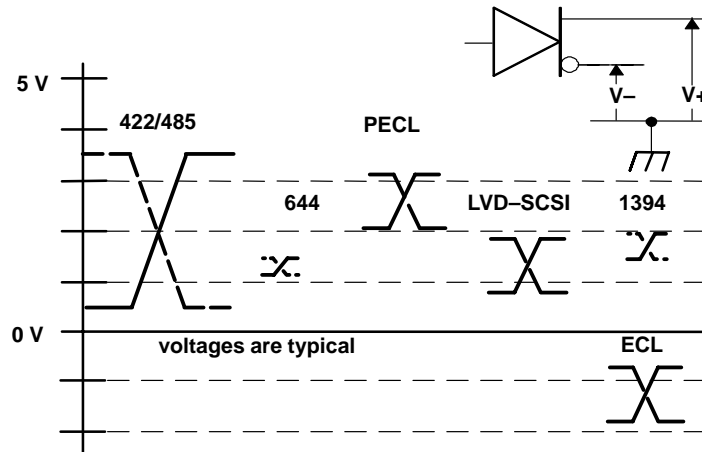 5 V
V–
V+
422/485
PECL
644
LVD–SCSI
1394
0 V
voltages are typical
ECL